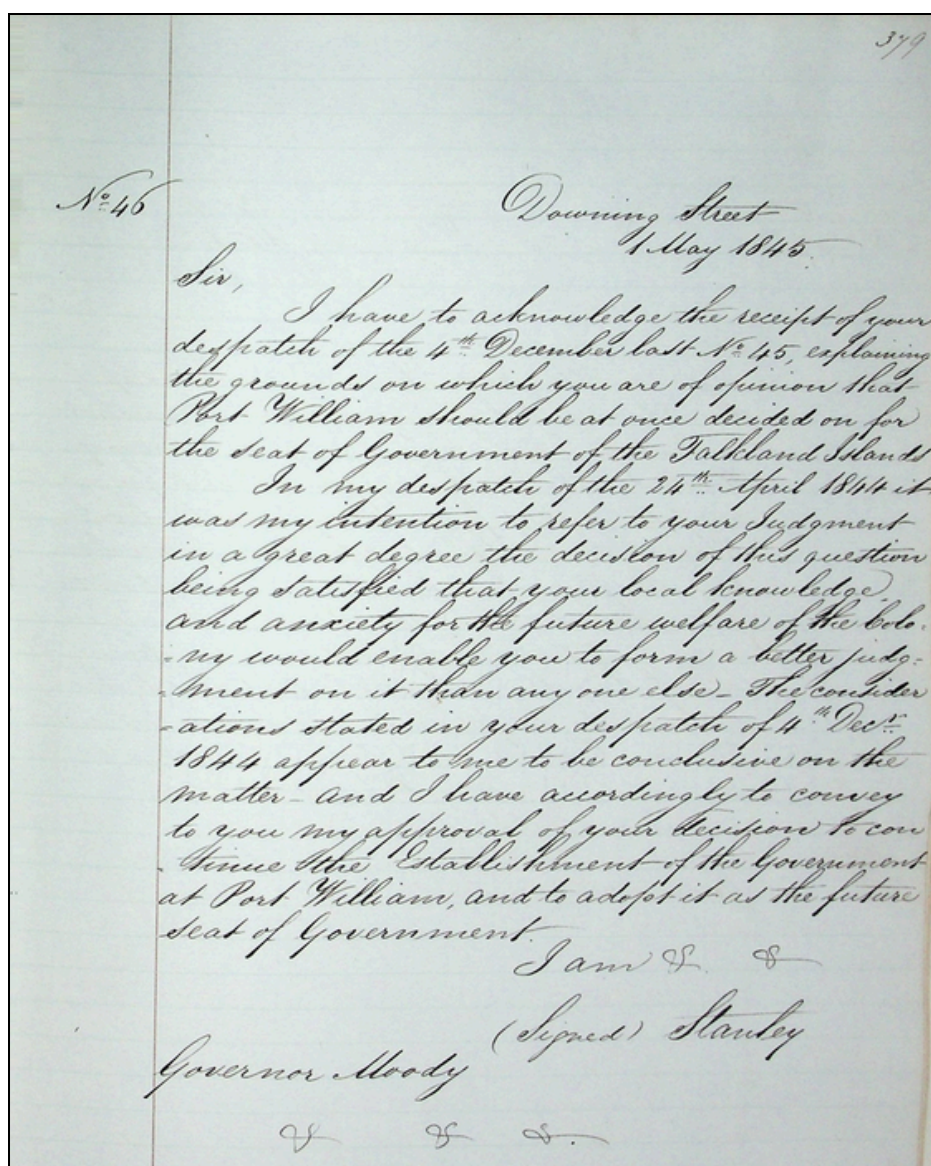 379
No. 46
Downing Street
1 May 1845.
Sir,
I have to acknowledge the receipt of your
despatch of the 4th December last No. 45, explaining
the grounds on which you are of opinion that
Port William should be at once decided on for
the seat of Government of the Falkland Islands
In my despatch of the 24th April 1844 it
was my intention to refer to your Judgment
in a great degree the decision of this question
being satisfied that your local knowledge,
and anxiety for the future welfare of the Colo-
-ny would enable you to form a better judg-
-ment on it than any one else - The consider
-ations stated in your despatch of 4th Decr.
1844 appear to me to be conclusive on the
matter - and I have accordingly to convey
to you my approval of your decision to con
-tinue the Establishment of the Government
at Port William, and to adopt it as the future
seat of Government.
I am & &
(Signed) Stanley
Governor Moody
& & &.